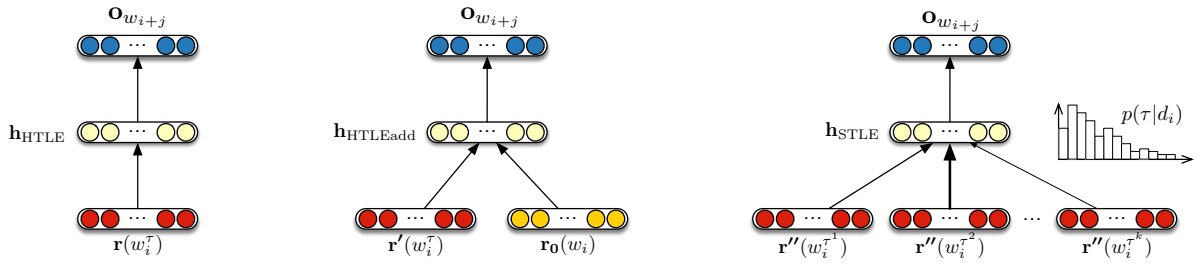 o_{w_{i+j}} o_{w_{i+j}} o_{w_{i+j}}
... ... ...
h_{HTLE} h_{HTLEadd} h_{STLE} p(τ|d_i)
... ... ...
... ... ... ... ... ... ...
r(w_i^τ) r'(w_i^τ) r_0(w_i) r''(w_i^{τ^1}) r''(w_i^{τ^2}) r''(w_i^{τ^k})